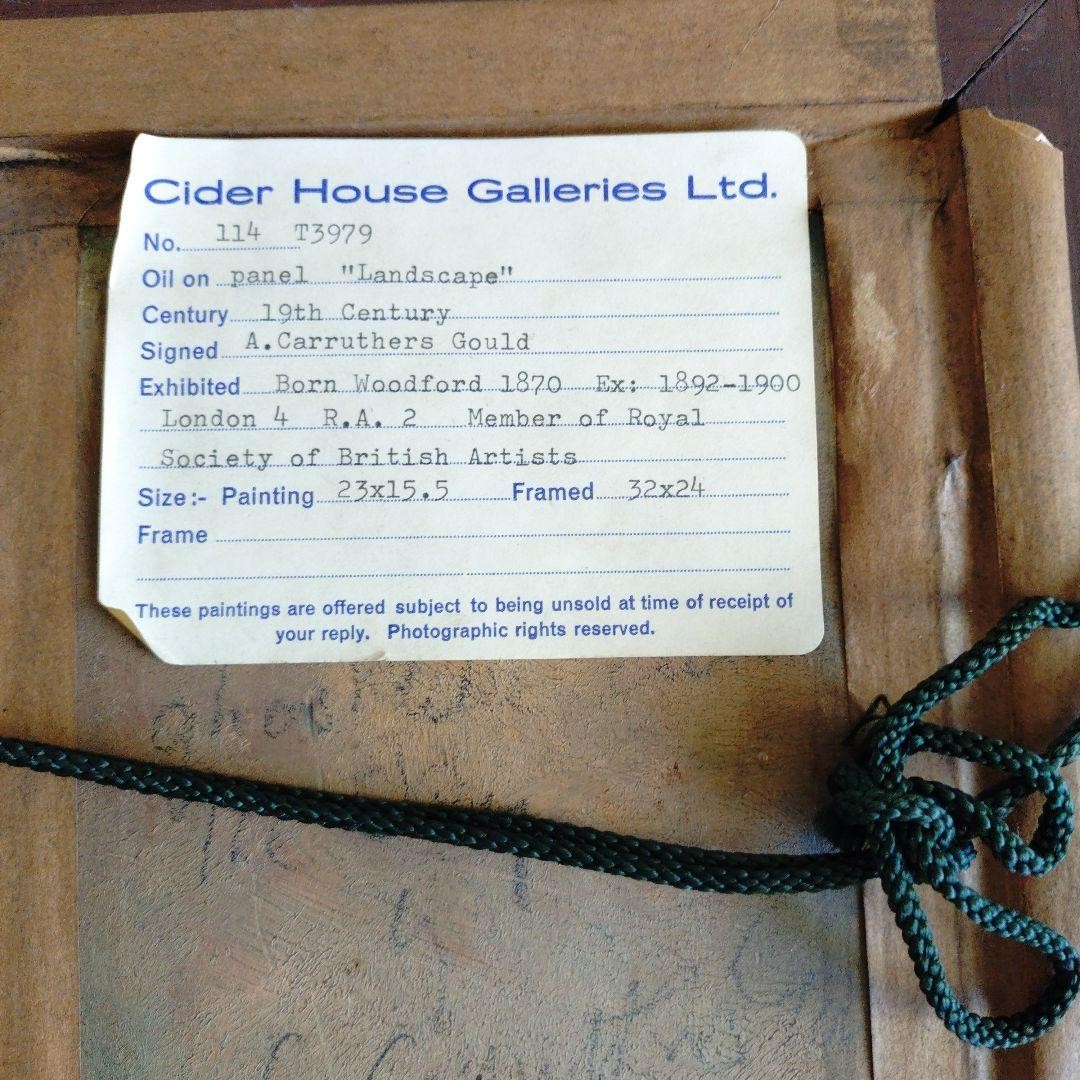 Cider House Galleries Ltd.
No. 114 T3979
Oil on panel "Landscape"
Century 19th Century
Signed A.Carruthers Gould
Exhibited Born Woodford 1870 Ex: 1892-1900
London 4 R.A. 2 Member of Royal
Society of British Artists
Size:- Painting 23x15.5 Framed 32x24
Frame
These paintings are offered subject to being unsold at time of receipt of
your reply. Photographic rights reserved.